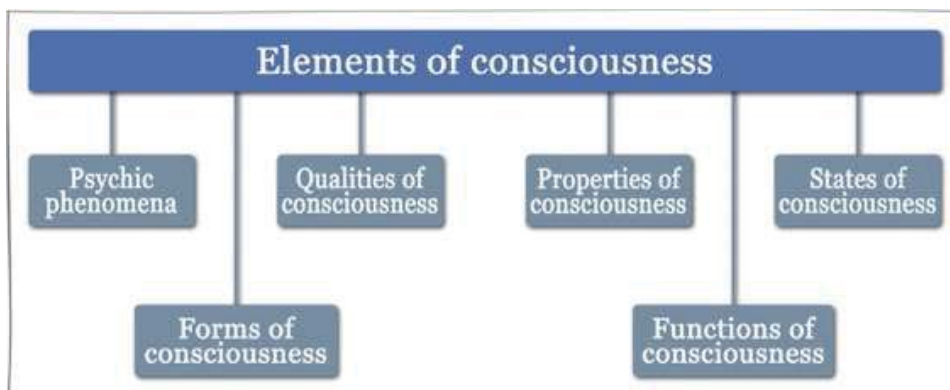 Elements of consciousness
Psychic
phenomena
Qualities of
consciousness
Properties of
consciousness
States of
consciousness
Forms of
consciousness
Functions of
consciousness